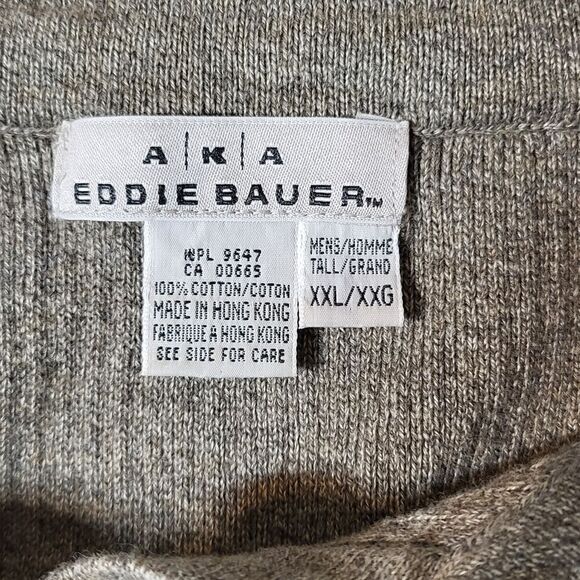 A|K|A
EDDIE BAUER™
WPL 9647
CA 00665
100% COTTON/COTON
MADE IN HONG KONG
FABRIQUE A HONG KONG
SEE SIDE FOR CARE
MENS/HOMME
TALL/GRAND
XXL/XXG